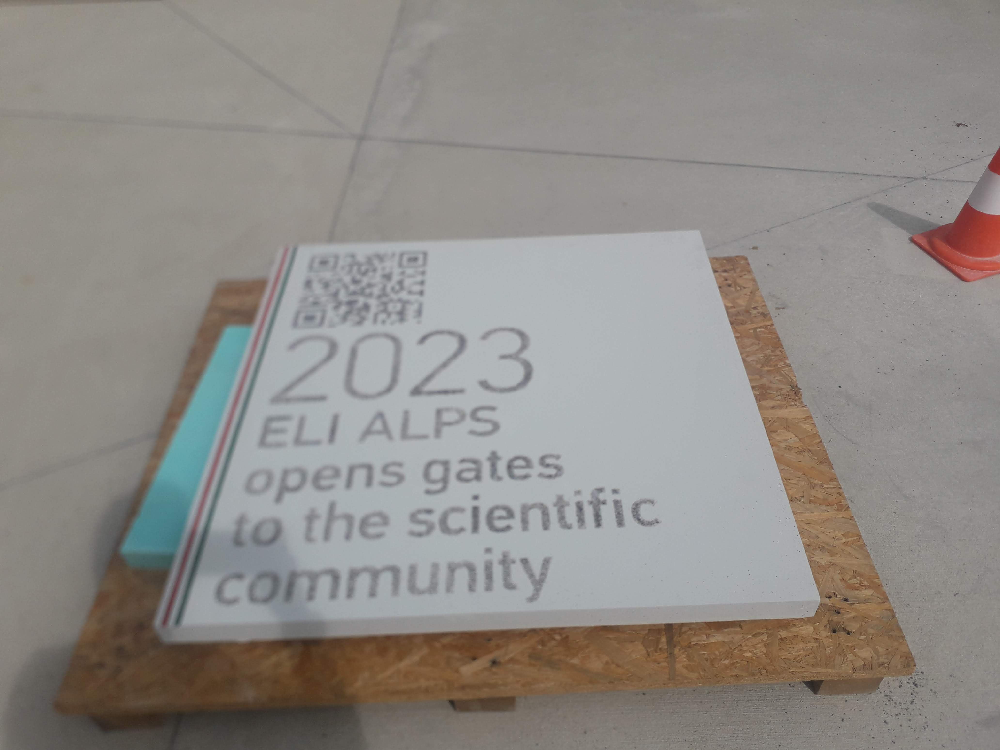 2023
ELI ALPS
opens gates
to the scientific
community